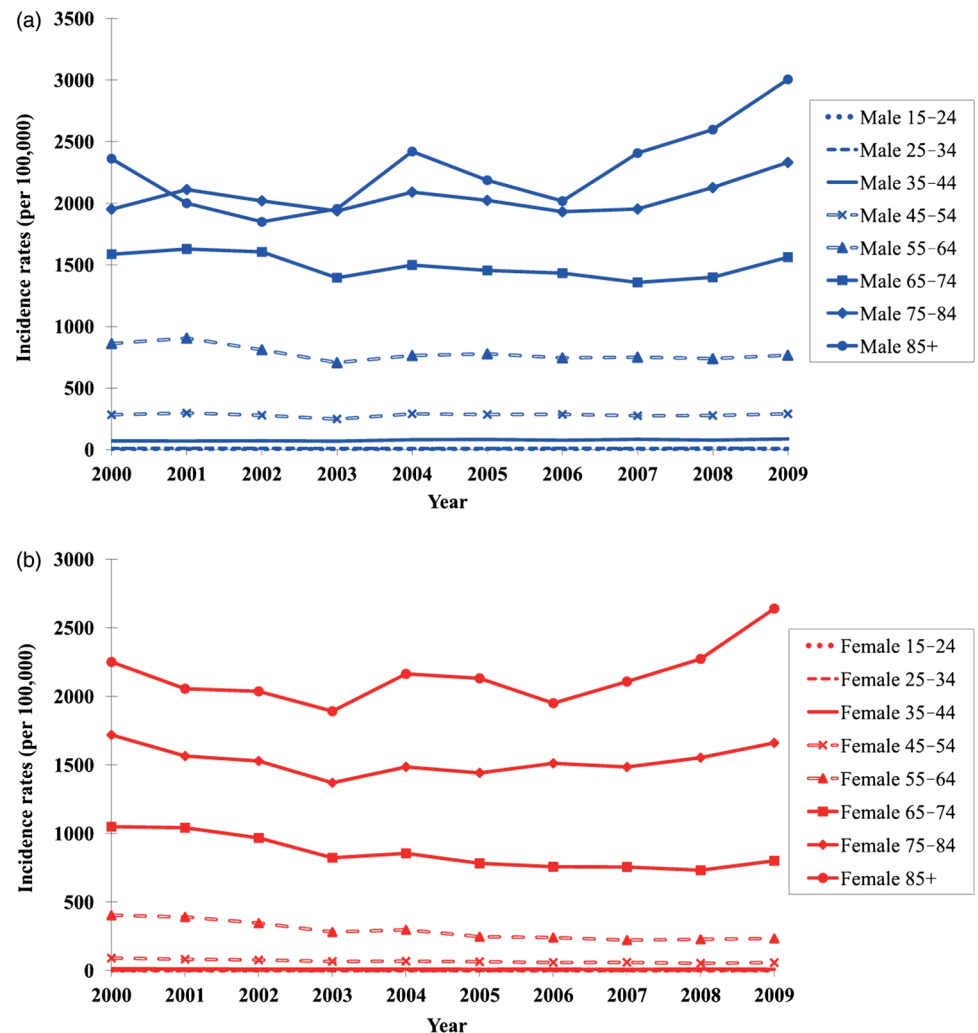 (a)
3500
3000
2500
2000
1500
1000
500
0
Incidence rates (per 100,000)
2000 2001 2002 2003 2004 2005 2006 2007 2008 2009
Year
Male 15–24
Male 25–34
Male 35–44
Male 45–54
Male 55–64
Male 65–74
Male 75–84
Male 85+
(b)
3000
2500
2000
1500
1000
500
0
Incidence rates (per 100,000)
2000 2001 2002 2003 2004 2005 2006 2007 2008 2009
Year
Female 15–24
Female 25–34
Female 35–44
Female 45–54
Female 55–64
Female 65–74
Female 75–84
Female 85+